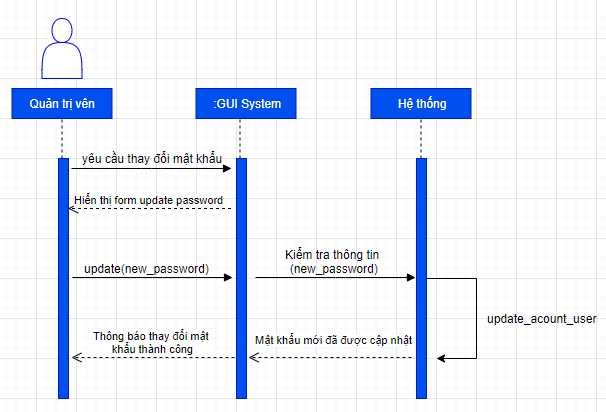 Quản trị vên
:GUI System
Hệ thống
yêu cầu thay đổi mật khẩu
Hiển thị form update password
update(new_password)
Kiểm tra thông tin
(new_password)
update_acount_user
Thông báo thay đổi mật
khẩu thành công
Mật khẩu mới đã được cập nhật